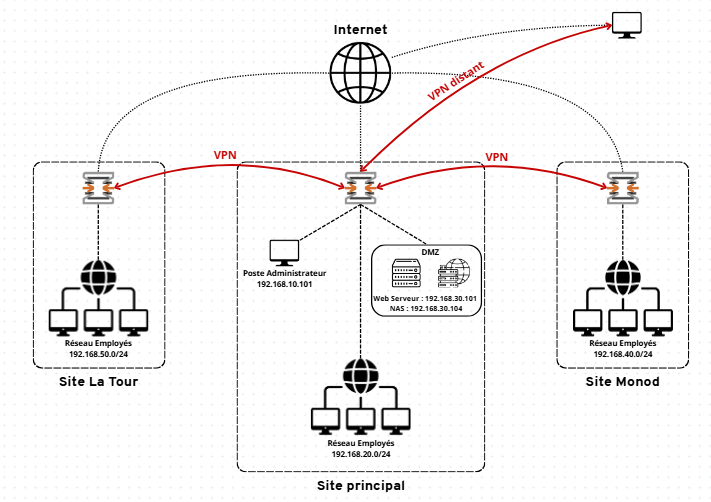 Internet
VPN distant
VPN
VPN
Poste Administrateur
192.168.10.101
DMZ
Web Serveur : 192.168.30.101
NAS : 192.168.30.104
Réseau Employés
192.168.50.0/24
Réseau Employés
192.168.40.0/24
Site La Tour
Site Monod
Réseau Employés
192.168.20.0/24
Site principal